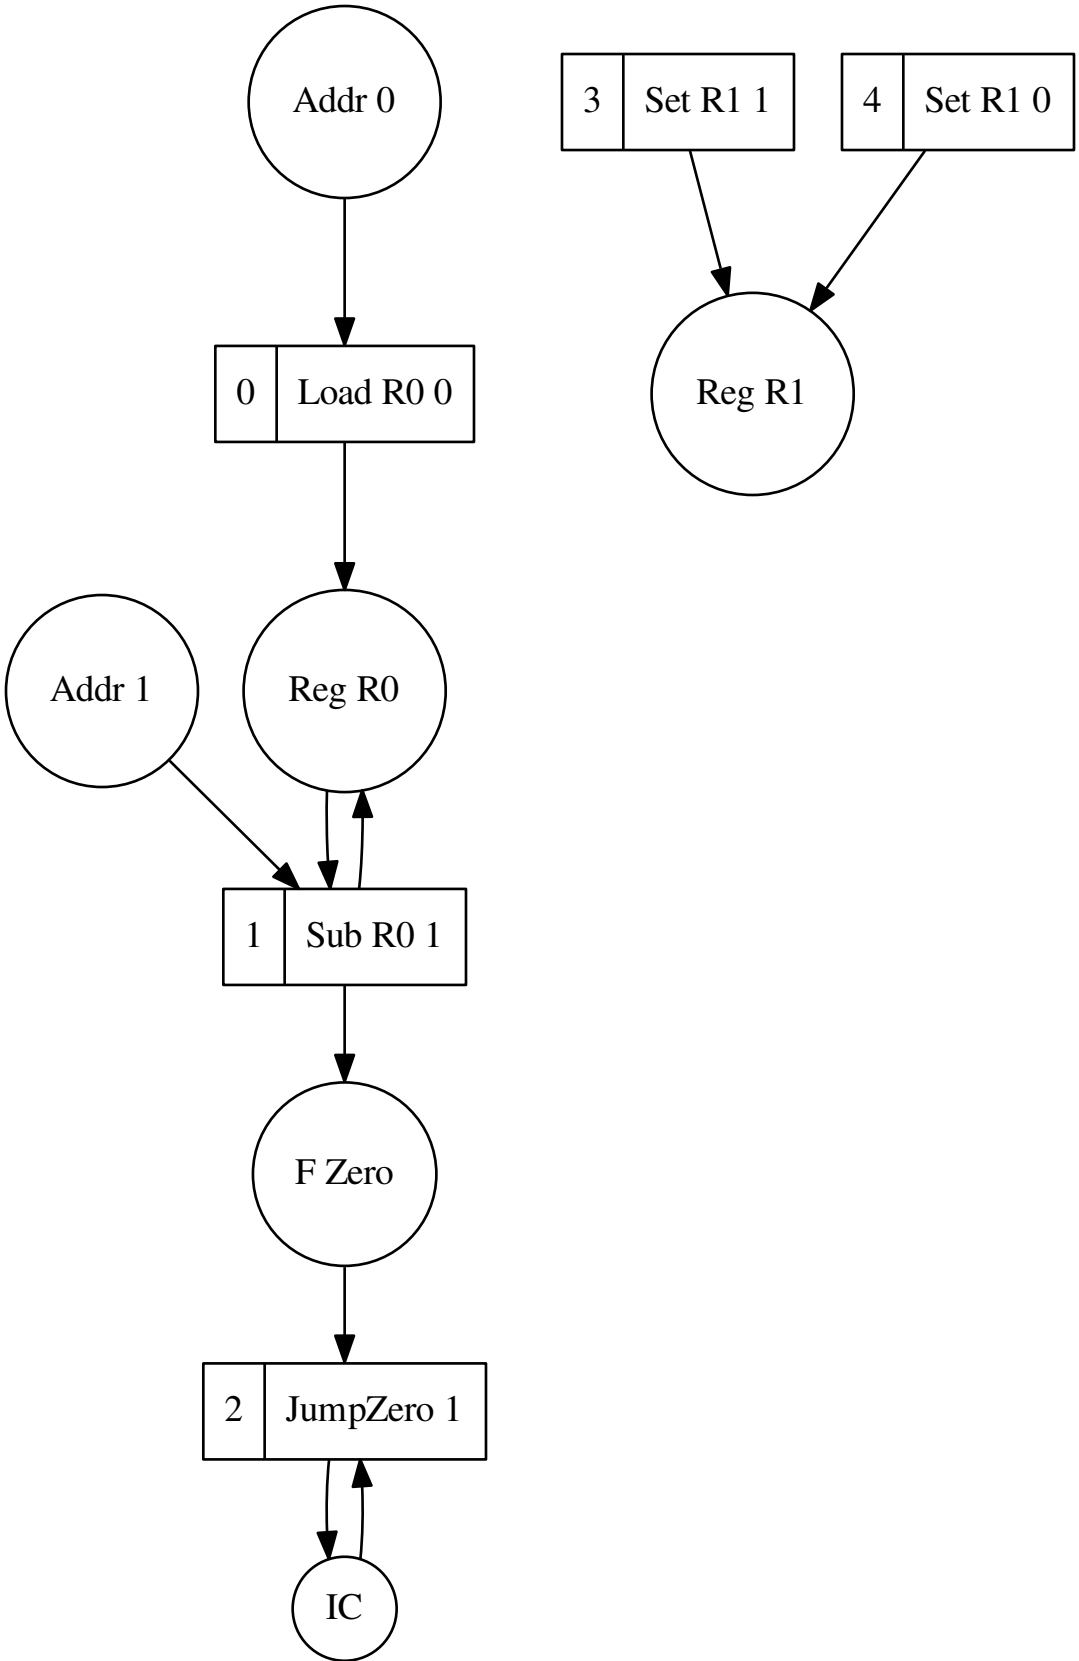 Addr 0
3 Set R1 1
4 Set R1 0
0 Load R0 0
Reg R1
Addr 1
Reg R0
1 Sub R0 1
F Zero
2 JumpZero 1
IC